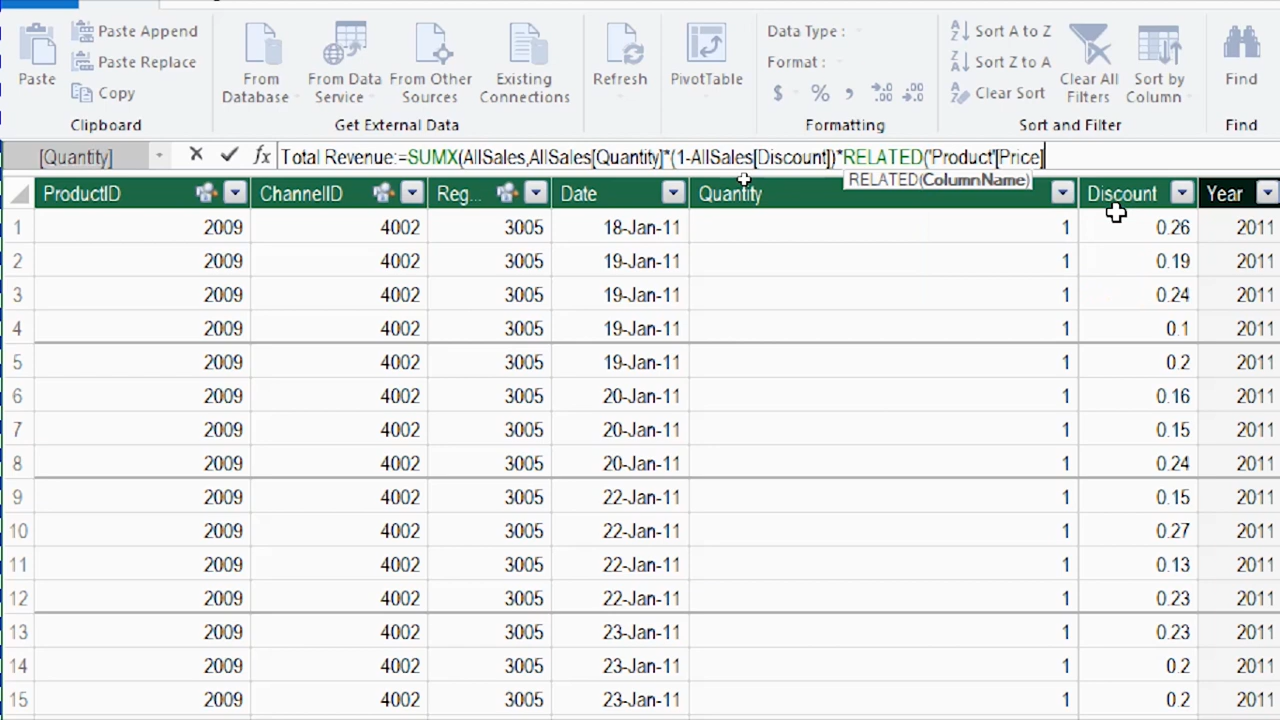 Paste
Paste Append
Paste Replace
Copy
Clipboard
From Database
From Data Service
From Other Sources
Existing Connections
Get External Data
Refresh
PivotTable
Data Type :
Format :
$ % , .00 .00
Formatting
Sort A to Z
Sort Z to A
Clear Sort
Clear All Filters
Sort by Column
Sort and Filter
Find
Find
[Quantity] fx Total Revenue:=SUMX(AllSales,AllSales[Quantity]*(1-AllSales[Discount])*RELATED('Product'[Price]
RELATED(ColumnName)
ProductID ChannelID Reg... Date Quantity Discount Year
1 2009 4002 3005 18-Jan-11 1 0.26 2011
2 2009 4002 3005 19-Jan-11 1 0.19 2011
3 2009 4002 3005 19-Jan-11 1 0.24 2011
4 2009 4002 3005 19-Jan-11 1 0.1 2011
5 2009 4002 3005 19-Jan-11 1 0.2 2011
6 2009 4002 3005 20-Jan-11 1 0.16 2011
7 2009 4002 3005 20-Jan-11 1 0.15 2011
8 2009 4002 3005 20-Jan-11 1 0.24 2011
9 2009 4002 3005 22-Jan-11 1 0.15 2011
10 2009 4002 3005 22-Jan-11 1 0.27 2011
11 2009 4002 3005 22-Jan-11 1 0.13 2011
12 2009 4002 3005 22-Jan-11 1 0.23 2011
13 2009 4002 3005 23-Jan-11 1 0.23 2011
14 2009 4002 3005 23-Jan-11 1 0.2 2011
15 2009 4002 3005 23-Jan-11 1 0.2 2011